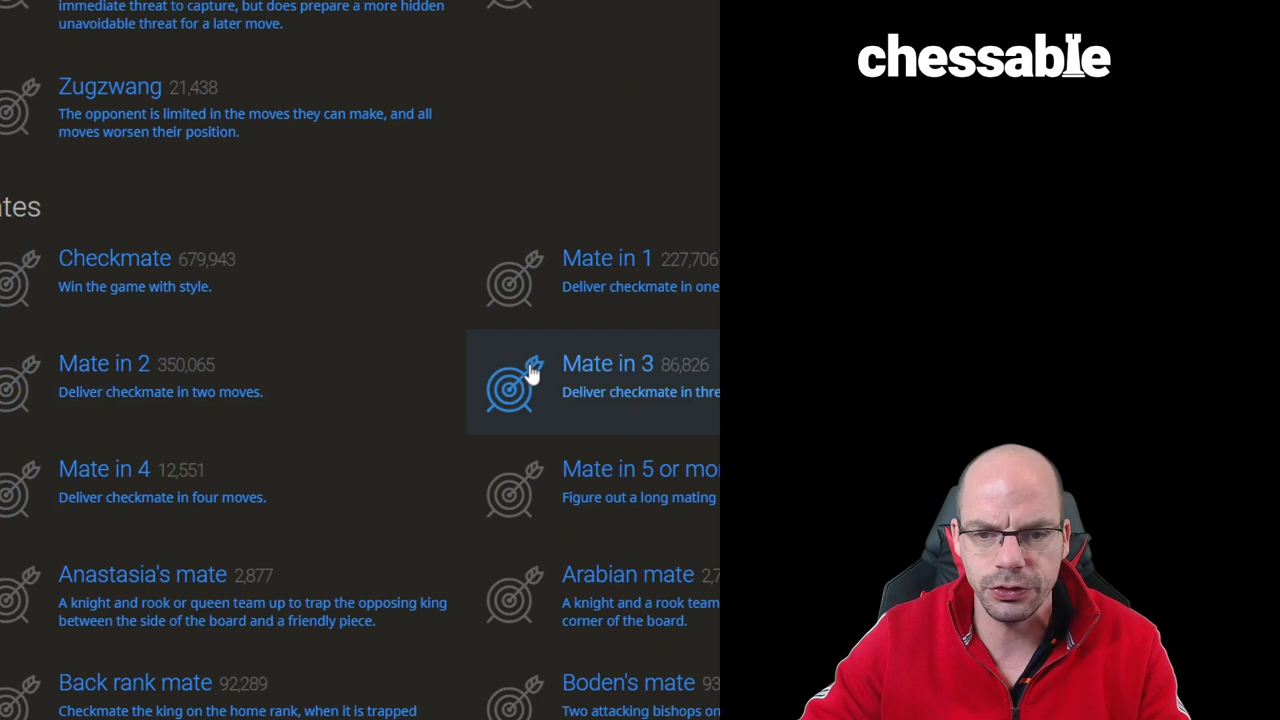 immediate threat to capture, but does prepare a more hidden
unavoidable threat for a later move.
chessable
Zugzwang 21,438
The opponent is limited in the moves they can make, and all
moves worsen their position.
ates
Checkmate 679,943
Win the game with style.
Mate in 1 227,706
Deliver checkmate in one
Mate in 2 350,065
Deliver checkmate in two moves.
Mate in 3 86,826
Deliver checkmate in thre
Mate in 4 12,551
Deliver checkmate in four moves.
Mate in 5 or mo
Figure out a long mating
Anastasia's mate 2,877
A knight and rook or queen team up to trap the opposing king
between the side of the board and a friendly piece.
Arabian mate 2,7
A knight and a rook team
corner of the board.
Back rank mate 92,289
Checkmate the king on the home rank, when it is trapped
Boden's mate 93
Two attacking bishops on